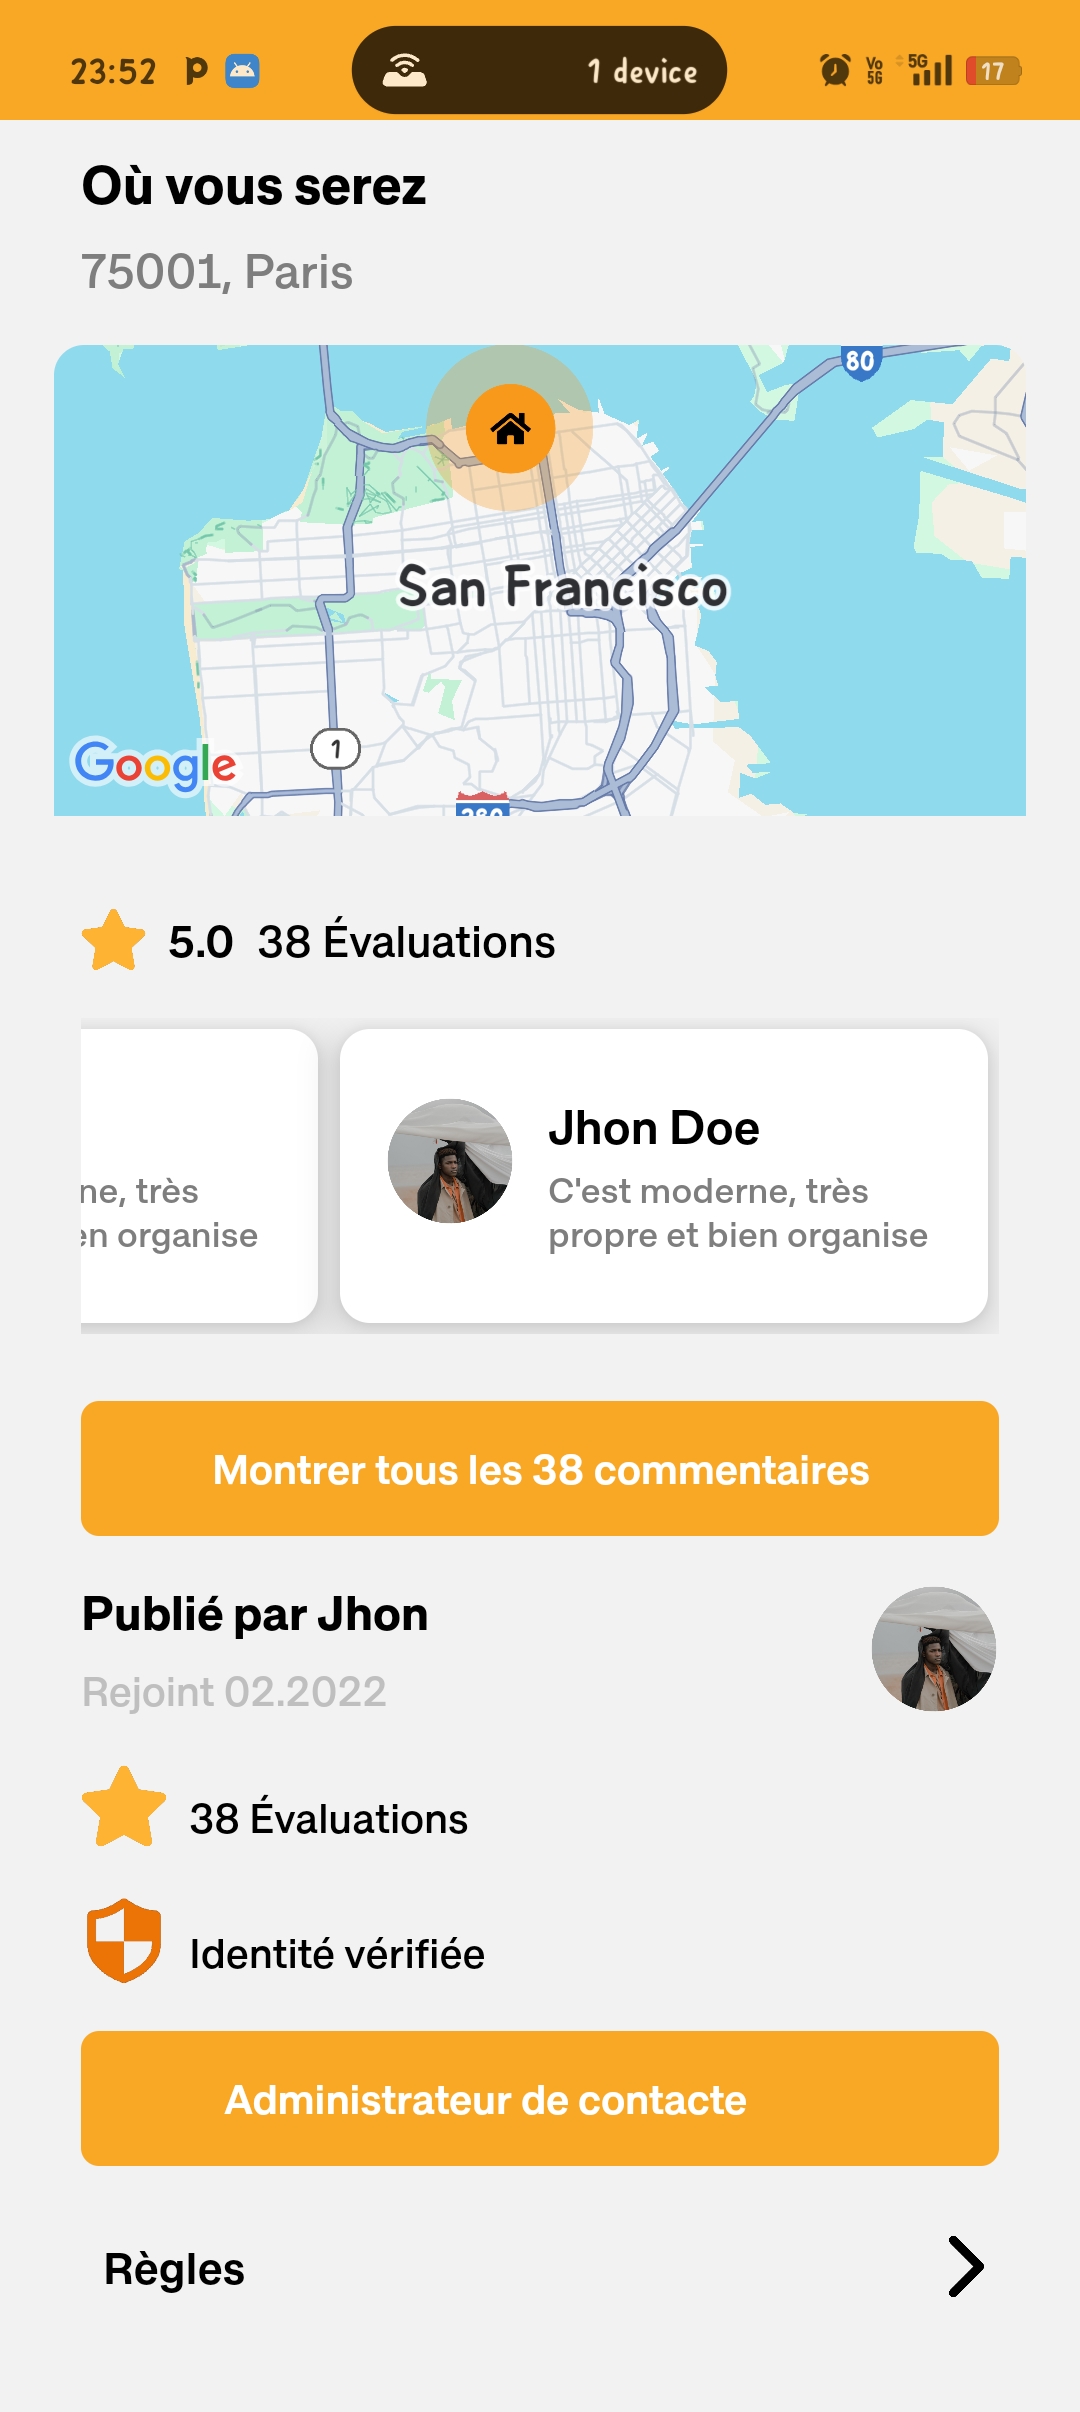 23:52
1 device
Vo 5G
5G
17
Où vous serez
75001, Paris
80
San Francisco
1
Google
280
5.0 38 Évaluations
Jhon Doe
ne, très
C'est moderne, très
en organise
propre et bien organise
Montrer tous les 38 commentaires
Publié par Jhon
Rejoint 02.2022
38 Évaluations
Identité vérifiée
Administrateur de contacte
Règles